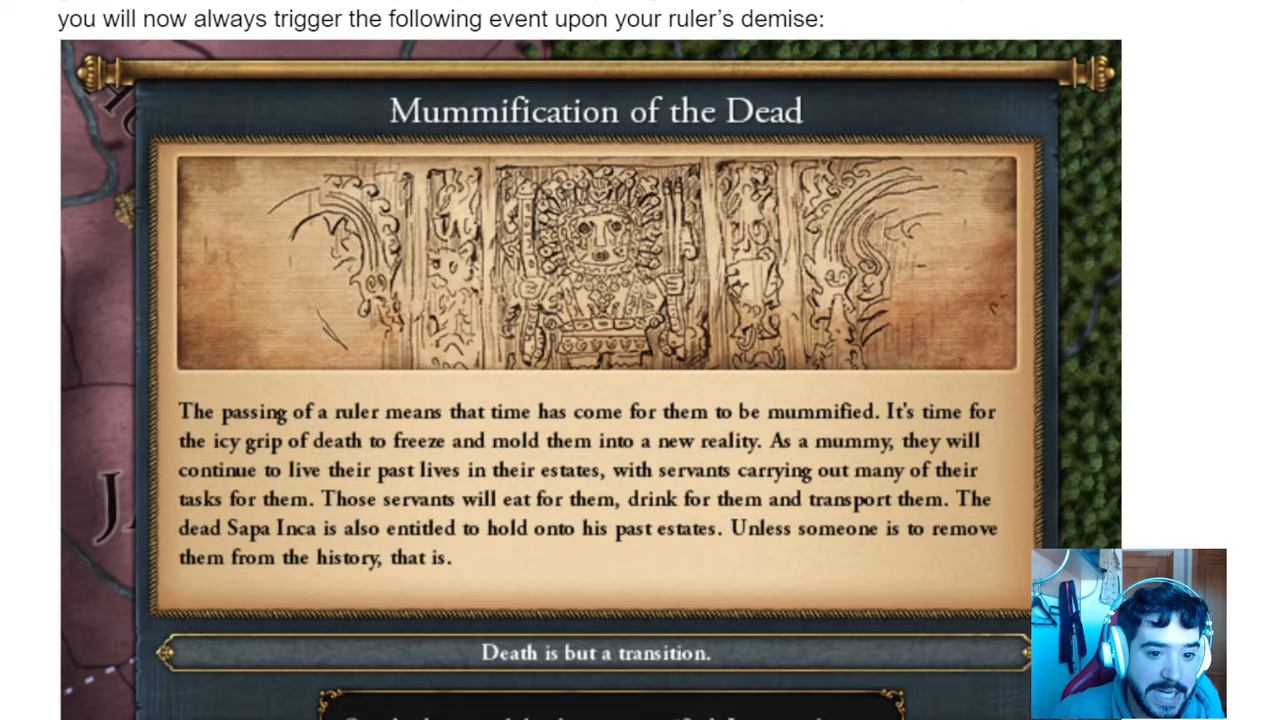 you will now always trigger the following event upon your ruler’s demise:
Mummification of the Dead
The passing of a ruler means that time has come for them to be mummified. It's time for
the icy grip of death to freeze and mold them into a new reality. As a mummy, they will
continue to live their past lives in their estates, with servants carrying out many of their
tasks for them. Those servants will eat for them, drink for them and transport them. The
dead Sapa Inca is also entitled to hold onto his past estates. Unless someone is to remove
them from the history, that is.
Death is but a transition.